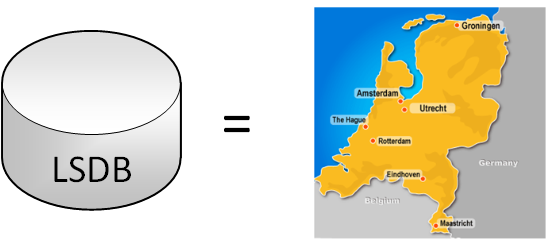 LSDB
=
Groningen
Amsterdam
Utrecht
The Hague
Rotterdam
Eindhoven
Germany
Belgium
Maastricht